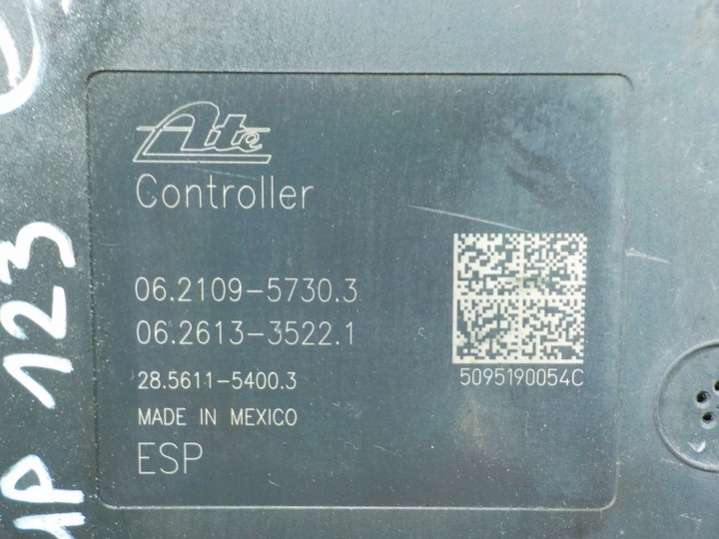 Ate
Controller
06.2109-5730.3
06.2613-3522.1
28.5611-5400.3
MADE IN MEXICO
ESP
5095190054C
123